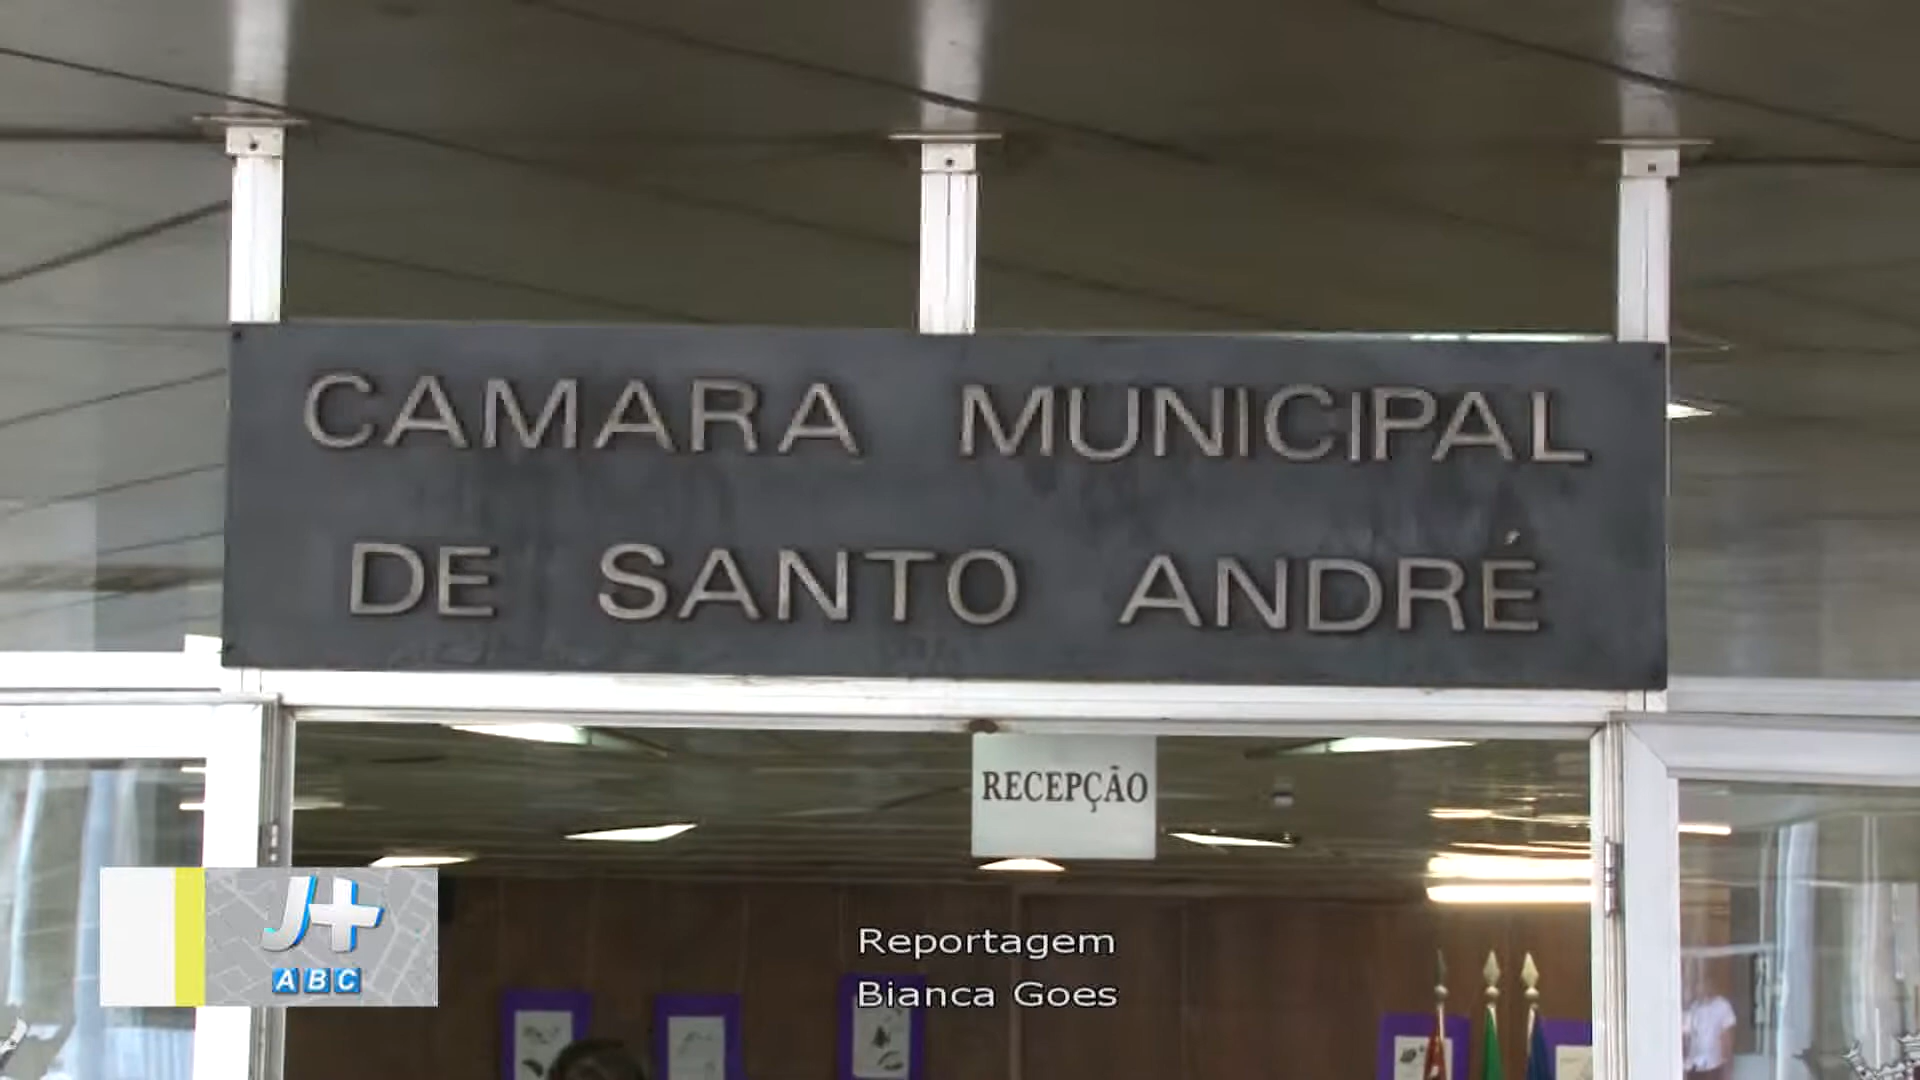 CAMARA MUNICIPAL
DE SANTO ANDRÉ
RECEPÇÃO
J+
ABC
Reportagem
Bianca Goes